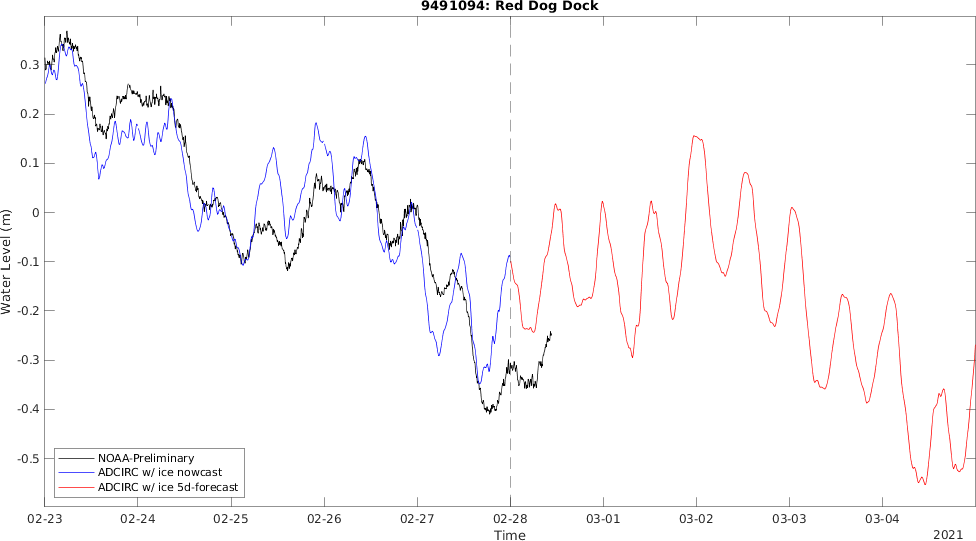 9491094: Red Dog Dock
Water Level (m)
0.3
0.2
0.1
0
-0.1
-0.2
-0.3
-0.4
-0.5
NOAA-Preliminary
ADCIRC w/ ice nowcast
ADCIRC w/ ice 5d-forecast
02-23 02-24 02-25 02-26 02-27 02-28 03-01 03-02 03-03 03-04
Time
2021